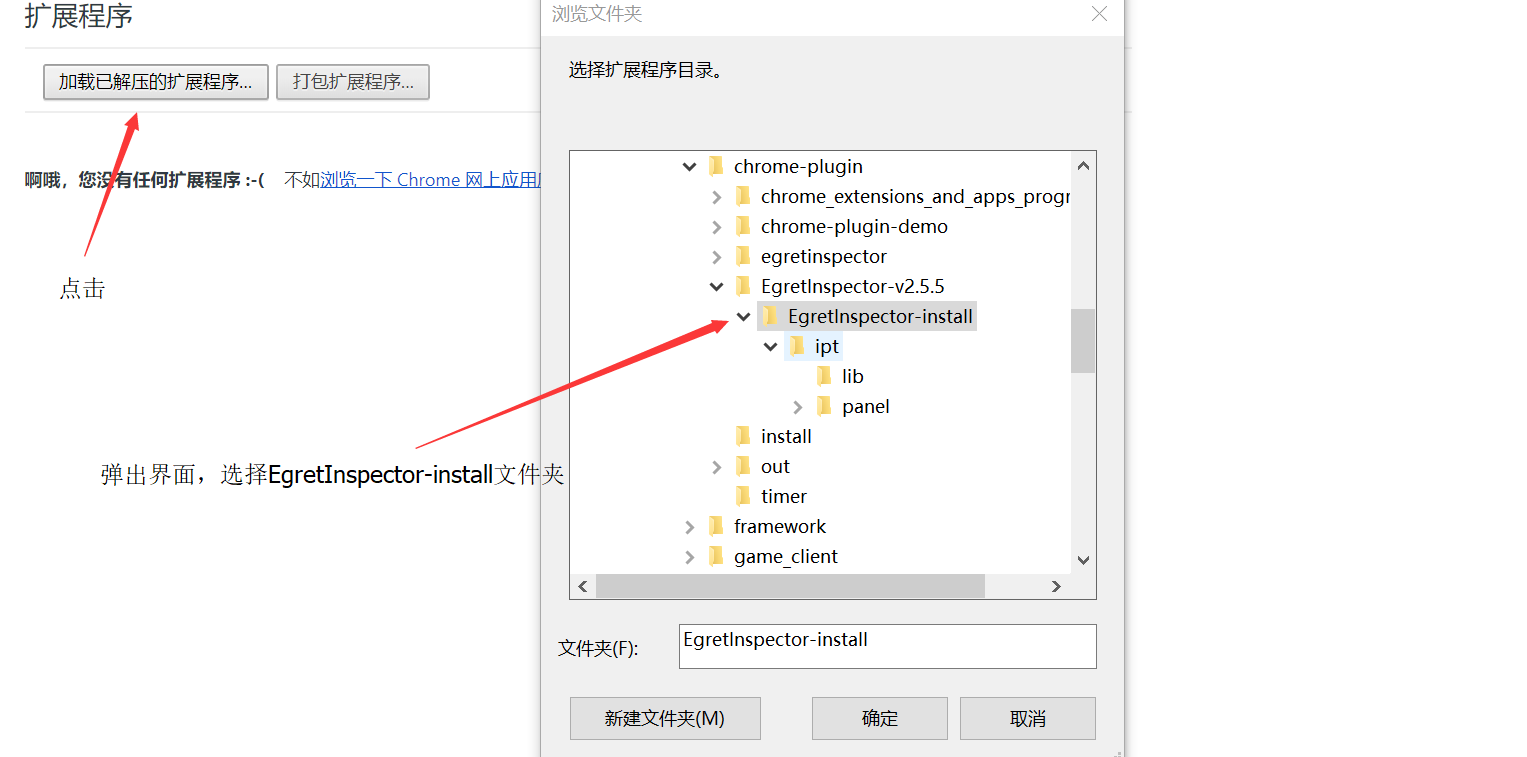 扩展程序
加载已解压的扩展程序...
打包扩展程序...
啊哦，您没有任何扩展程序 :-(
不如浏览一下 Chrome 网上应用
点击
弹出界面，选择EgretInspector-install文件夹
浏览文件夹
选择扩展程序目录。
chrome-plugin
chrome_extensions_and_apps_progr
chrome-plugin-demo
egretinspector
EgretInspector-v2.5.5
EgretInspector-install
ipt
lib
panel
install
out
timer
framework
game_client
文件夹(F):
EgretInspector-install
新建文件夹(M)
确定
取消